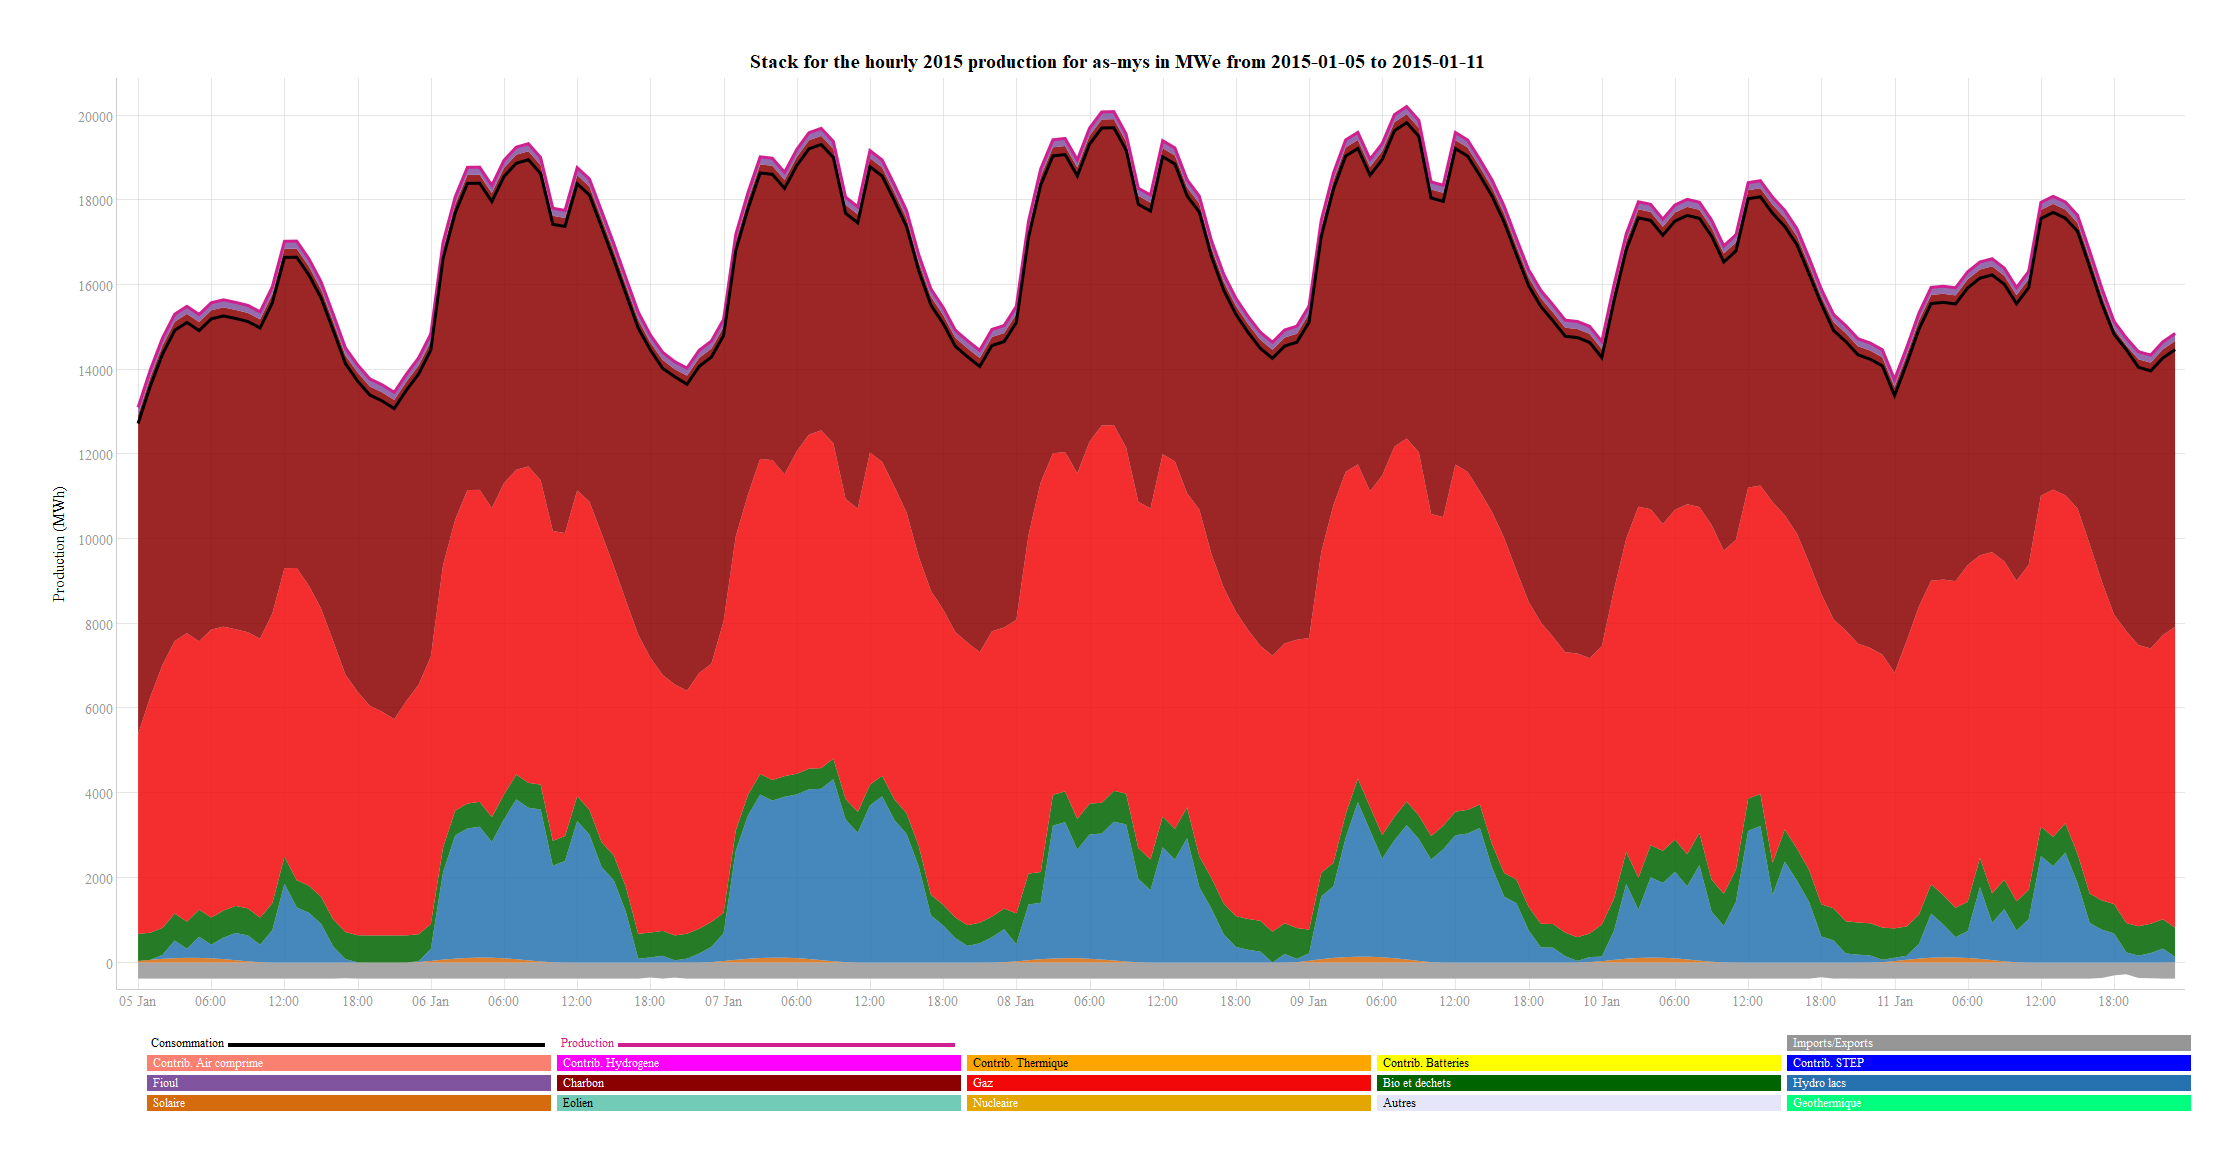 Stack for the hourly 2015 production for as-mys in MWe from 2015-01-05 to 2015-01-11
Production (MWh)
20000
18000
16000
14000
12000
10000
8000
6000
4000
2000
0
05 Jan 06:00 12:00 18:00 06 Jan 06:00 12:00 18:00 07 Jan 06:00 12:00 18:00 08 Jan 06:00 12:00 18:00 09 Jan 06:00 12:00 18:00 10 Jan 06:00 12:00 18:00 11 Jan 06:00 12:00 18:00
Consommation Production Imports/Exports
Contrib. Air comprime Contrib. Hydrogene Contrib. Thermique Contrib. Batteries Contrib. STEP
Fioul Charbon Gaz Bio et dechets Hydro lacs
Solaire Eolien Nucleaire Autres Geothermique